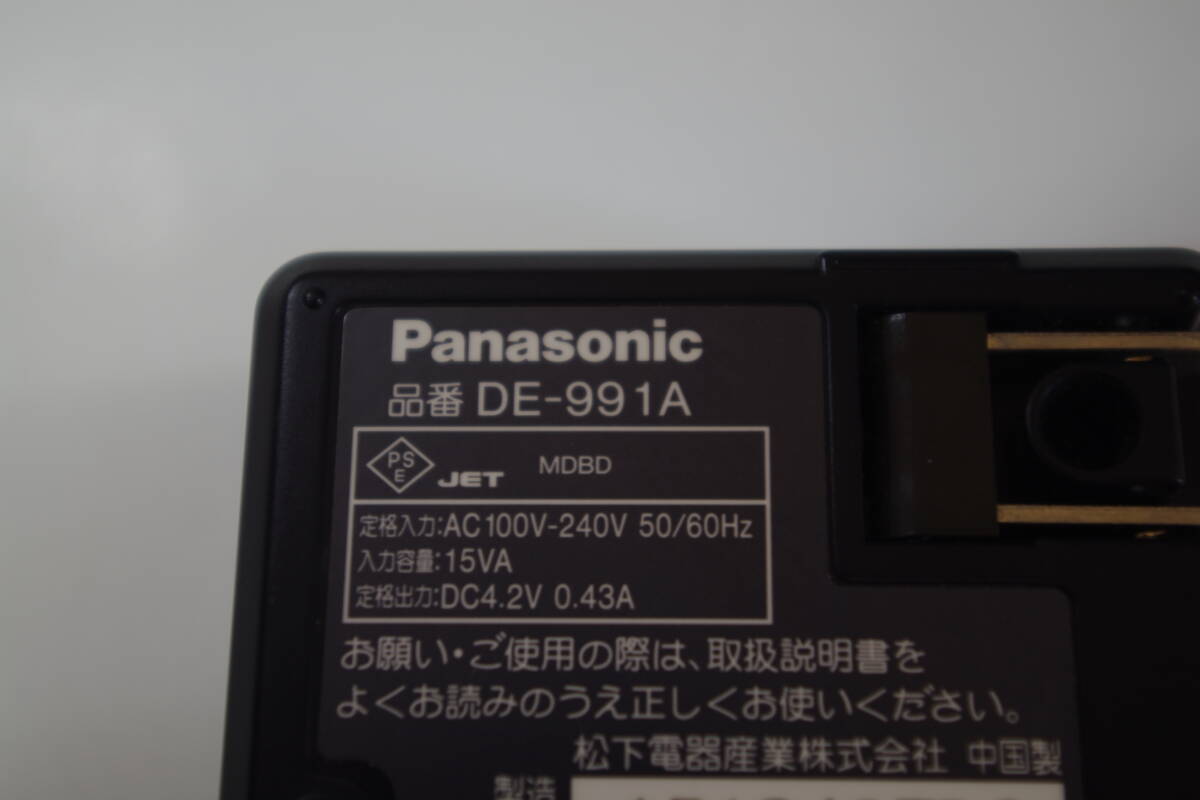 Panasonic
品番 DE-991A
PSE JET MDBD
定格入力:AC100V-240V 50/60Hz
入力容量:15VA
定格出力:DC4.2V 0.43A
お願い・ご使用の際は、取扱説明書を
よくお読みのうえ正しくお使いください。
松下電器産業株式会社 中国製
製造